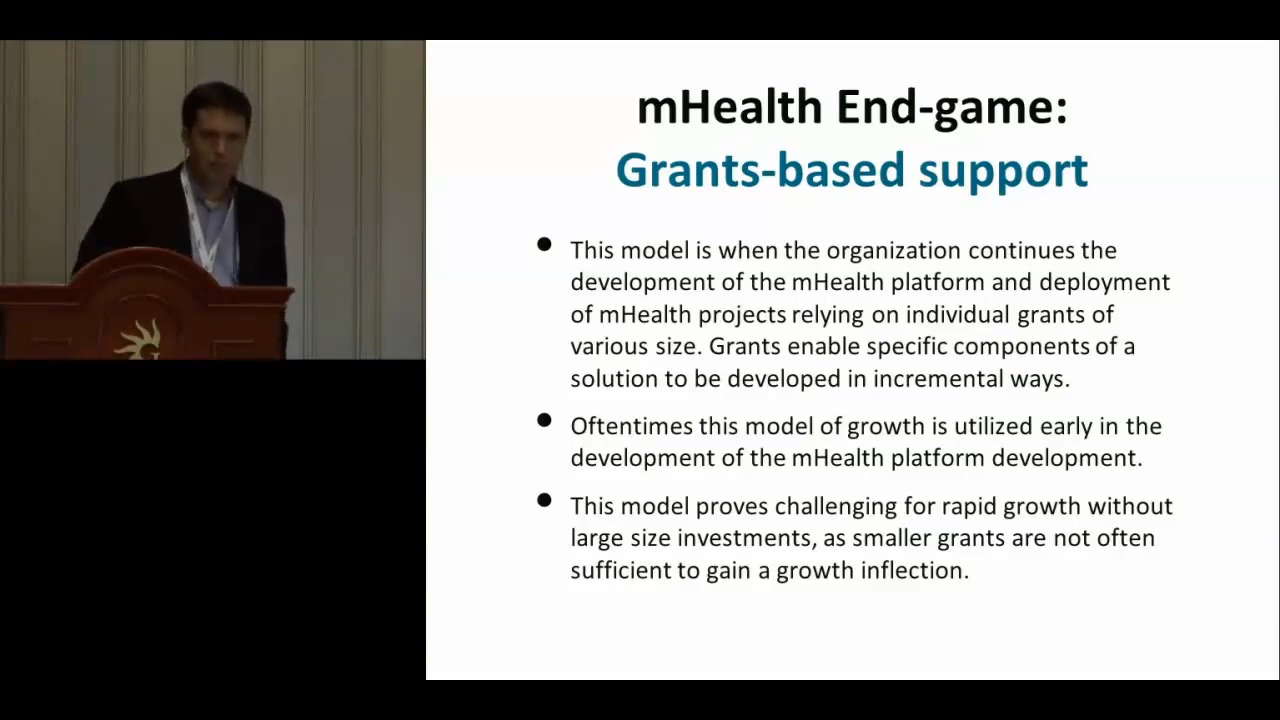 mHealth End-game:
Grants-based support
• This model is when the organization continues the
development of the mHealth platform and deployment
of mHealth projects relying on individual grants of
various size. Grants enable specific components of a
solution to be developed in incremental ways.
• Oftentimes this model of growth is utilized early in the
development of the mHealth platform development.
• This model proves challenging for rapid growth without
large size investments, as smaller grants are not often
sufficient to gain a growth inflection.